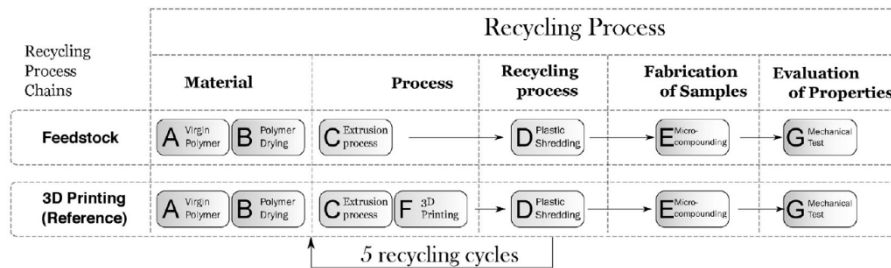 Recycling Process
Recycling
Process
Chains
Material
Process
Recycling
process
Fabrication
of Samples
Evaluation
of Properties
Feedstock
A Virgin
Polymer
B Polymer
Drying
C Extrusion
process
D Plastic
Shredding
E Micro-
compounding
G Mechanical
Test
3D Printing
(Reference)
A Virgin
Polymer
B Polymer
Drying
C Extrusion
process
F 3D
Printing
D Plastic
Shredding
E Micro-
compounding
G Mechanical
Test
5 recycling cycles